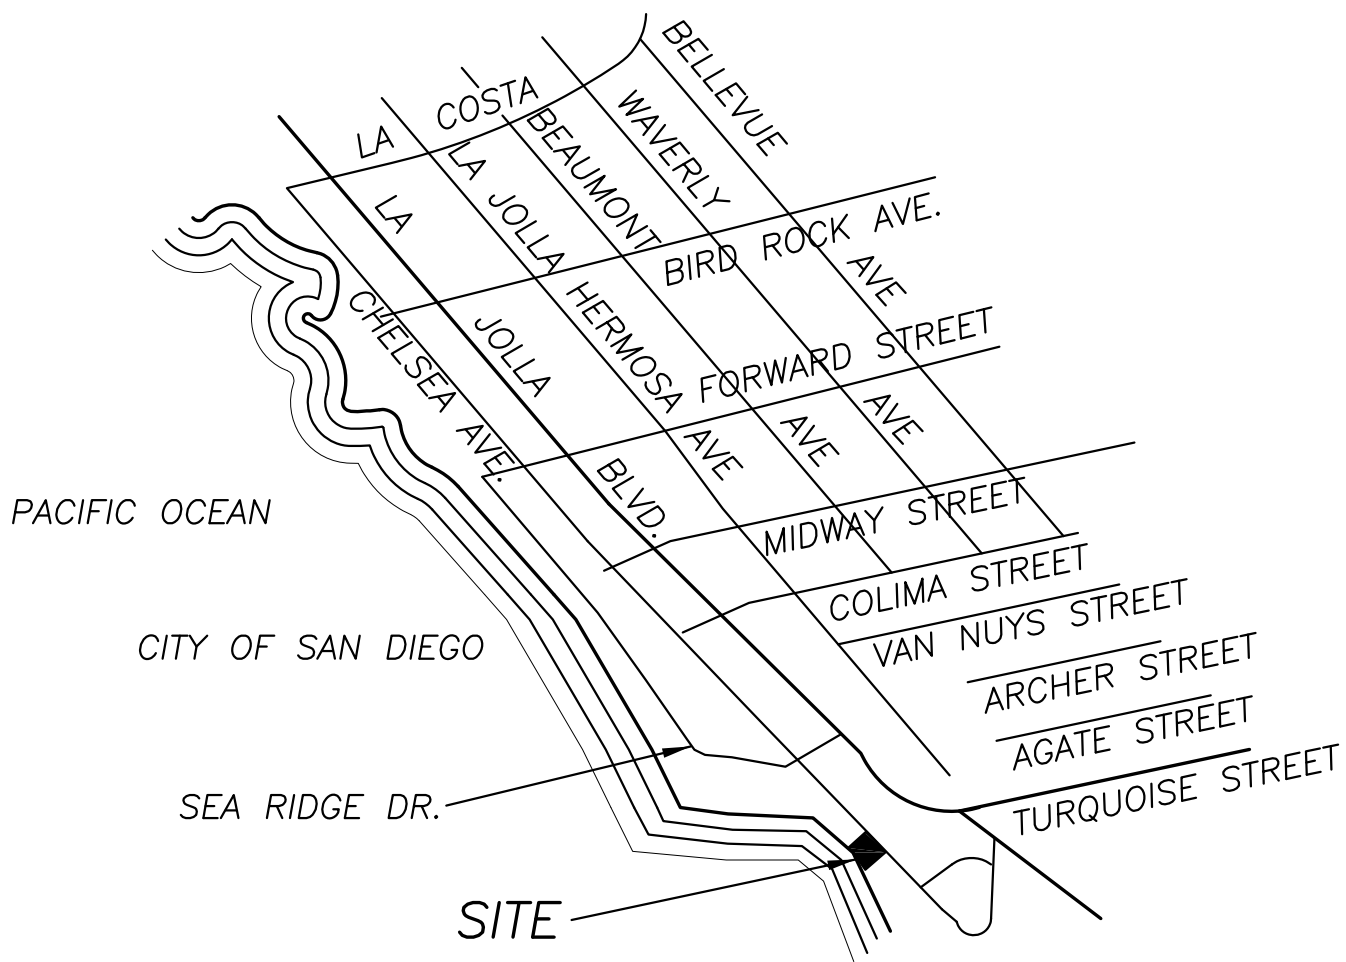 BELLEVUE AVE
LA COSTA
WAVERLY AVE
BEAUMONT AVE
LA JOLLA HERMOSA AVE
LA JOLLA BLVD.
BIRD ROCK AVE.
CHELSEA AVE.
FORWARD STREET
MIDWAY STREET
PACIFIC OCEAN
COLIMA STREET
VAN NUYS STREET
CITY OF SAN DIEGO
ARCHER STREET
AGATE STREET
TURQUOISE STREET
SEA RIDGE DR.
SITE